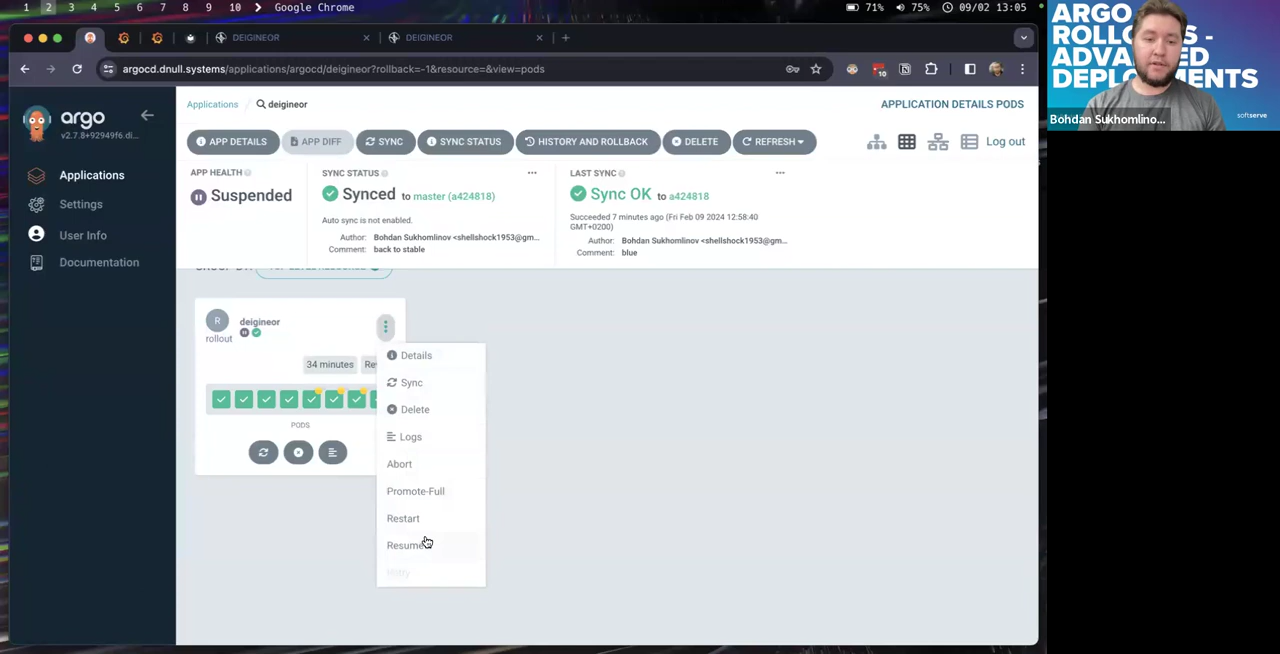 1 2 3 4 5 6 7 8 9 10 Google Chrome 71% 75% 09/02 13:05
DEIGINEOR DEIGINEOR
argocd.dnull.systems/applications/argocd/deigineor?rollback=-1&resource=&view=pods 10
argo
v2.7.8+92949f6.di...
Applications
Settings
User Info
Documentation
Applications / deigineor APPLICATION DETAILS PODS
APP DETAILS APP DIFF SYNC SYNC STATUS HISTORY AND ROLLBACK DELETE REFRESH Log out
APP HEALTH
Suspended
SYNC STATUS
Synced to master (a424818)
Auto sync is not enabled.
Author: Bohdan Sukhomlinov <shellshock1953@gm...
Comment: back to stable
LAST SYNC
Sync OK to a424818
Succeeded 7 minutes ago (Fri Feb 09 2024 12:58:40
GMT+0200)
Author: Bohdan Sukhomlinov <shellshock1953@gm...
Comment: blue
R deigineor
rollout
34 minutes Re
PODS
Details
Sync
Delete
Logs
Abort
Promote-Full
Restart
Resume
Retry
ARGO
DEPL
MENTS
Bohdan Sukhomlino...
softserve